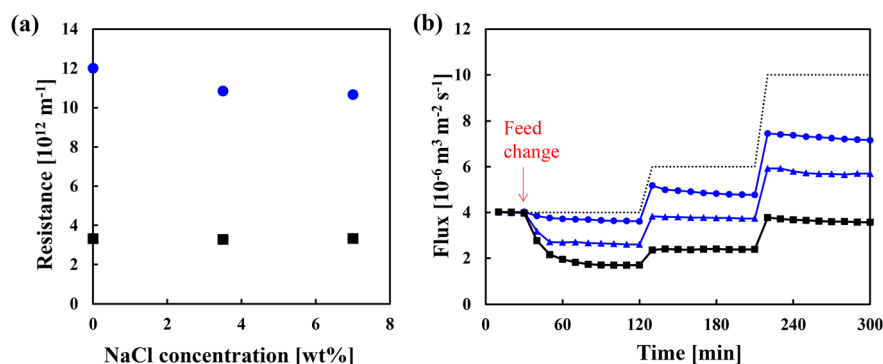 (a)
Resistance [10¹² m⁻¹]
14
12
10
8
6
4
2
0
0 2 4 6 8
NaCl concentration [wt%]
(b)
Flux [10⁻⁶ m³ m⁻² s⁻¹]
12
10
8
6
4
2
0
Feed
change
0 60 120 180 240 300
Time [min]